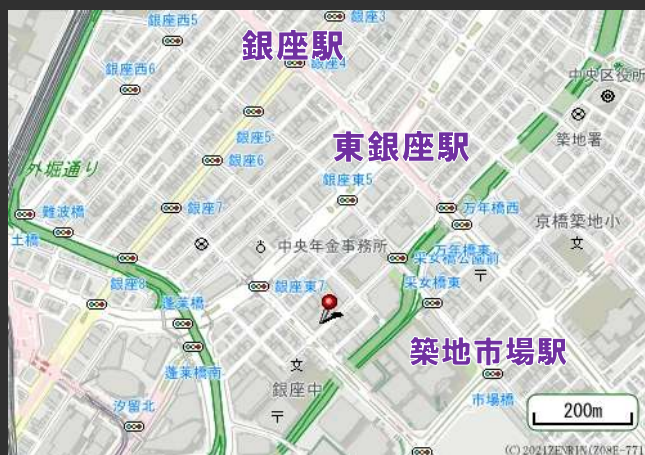 銀座西5
銀座3
銀座駅
銀座4
銀座西6
中央区役所
銀座5
東銀座駅
築地署
外堀通り
銀座6
銀座東5
難波橋
銀座7
万年橋西
京橋築地小
土橋
中央年金事務所
万年橋東
采女橋公園前
銀座8
蓬莱橋
銀座東7
采女橋東
築地市場駅
蓬莱橋南
銀座中
市場橋
汐留北
200m
(C)2021ZENRIN(Z08E-771